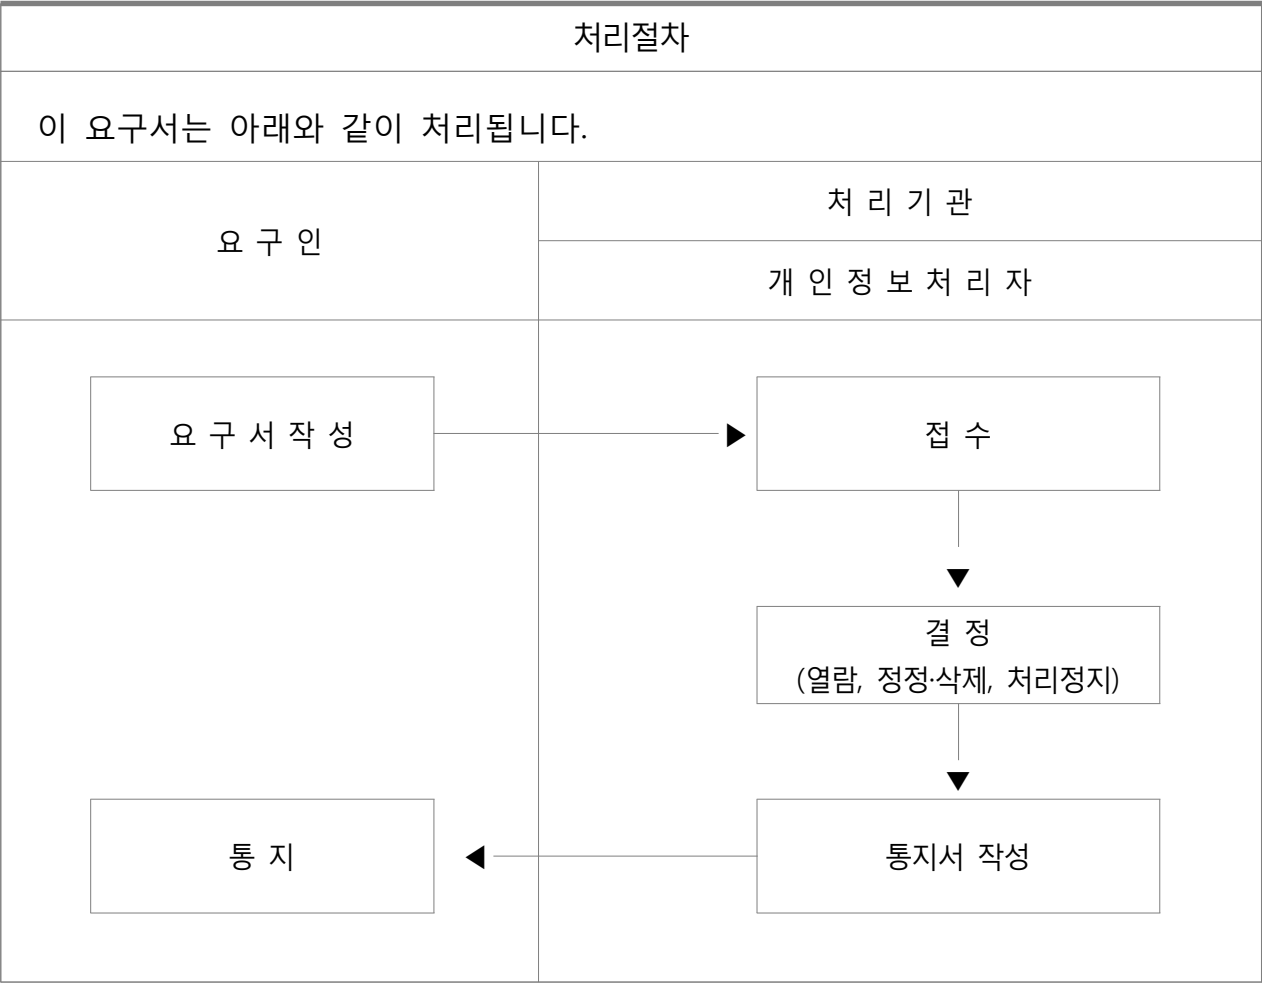 처리절차
이 요구서는 아래와 같이 처리됩니다.
요 구 인
처 리 기 관
개 인 정 보 처 리 자
요 구 서 작 성
▶
접 수
▼
결 정
(열람, 정정·삭제, 처리정지)
▼
통 지
◀
통지서 작성